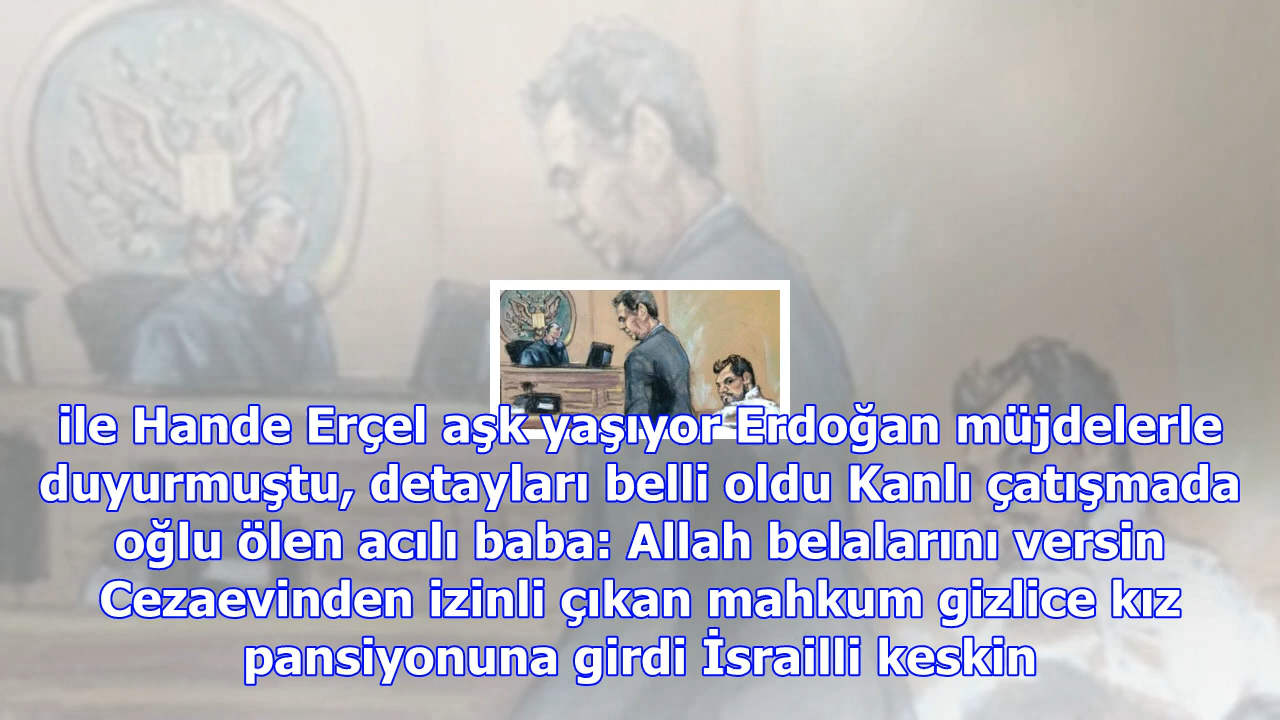 ile Hande Erçel aşk yaşıyor Erdoğan müjdelerle
duyurmuştu, detayları belli oldu Kanlı çatışmada
oğlu ölen acılı baba: Allah belalarını versin
Cezaevinden izinli çıkan mahkum gizlice kız
pansiyonuna girdi İsrailli keskin